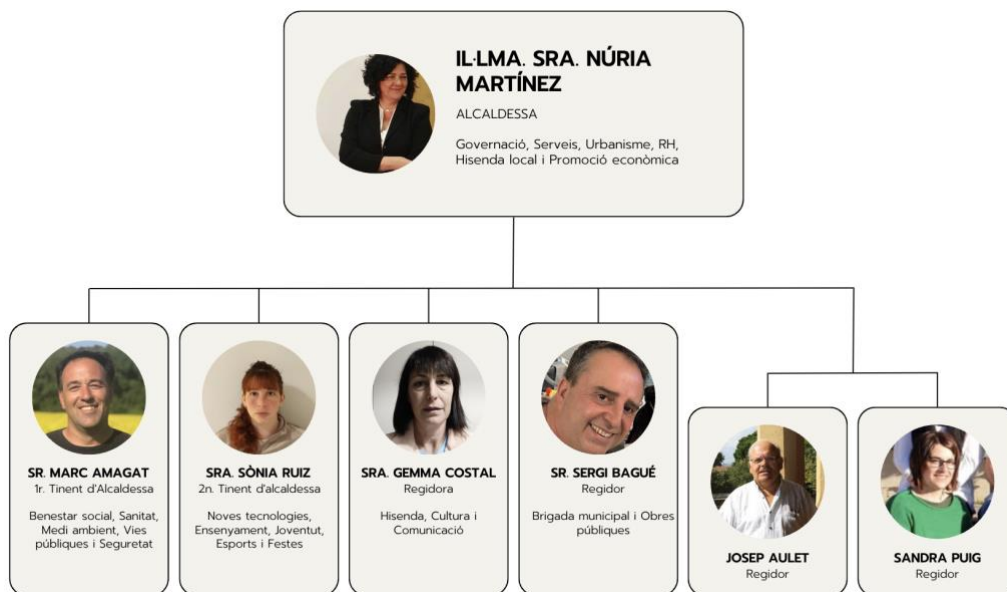 IL·LMA. SRA. NÚRIA
MARTÍNEZ
ALCALDESSA
Governació, Serveis, Urbanisme, RH,
Hisenda local i Promoció econòmica
SR. MARC AMAGAT
1r. Tinent d'Alcaldessa
Benestar social, Sanitat,
Medi ambient, Vies
públiques i Seguretat
SRA. SÒNIA RUIZ
2n. Tinent d'alcaldessa
Noves tecnologies,
Ensenyament, Joventut,
Esports i Festes
SRA. GEMMA COSTAL
Regidora
Hisenda, Cultura i
Comunicació
SR. SERGI BAGUÉ
Regidor
Brigada municipal i Obres
públiques
JOSEP AULET
Regidor
SANDRA PUIG
Regidor